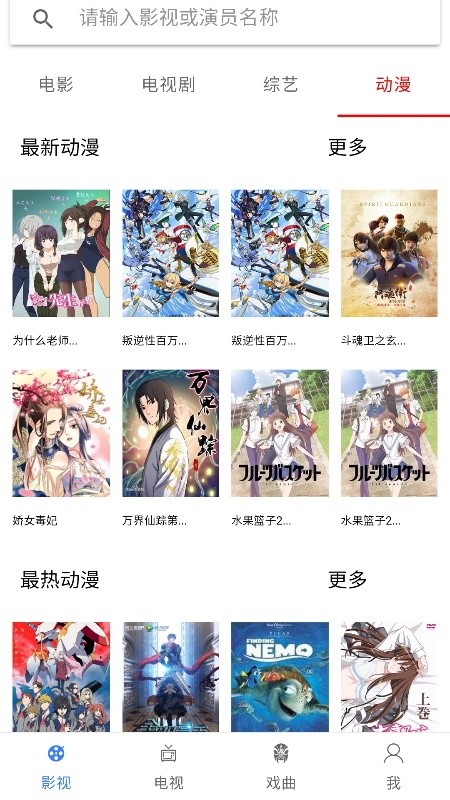 请输入影视或演员名称
电影 电视剧 综艺 动漫
最新动漫 更多
SPIRIT GUARDIANS
为什么老师... 叛逆性百万... 叛逆性百万... 斗魂卫之玄...
万界仙踪
フルーツバスケット フルーツバスケット
娇女毒妃 万界仙踪第... 水果篮子2... 水果篮子2...
最热动漫 更多
PIXAR DVD
FINDING NEMO
上巻
影视 电视 戏曲 我